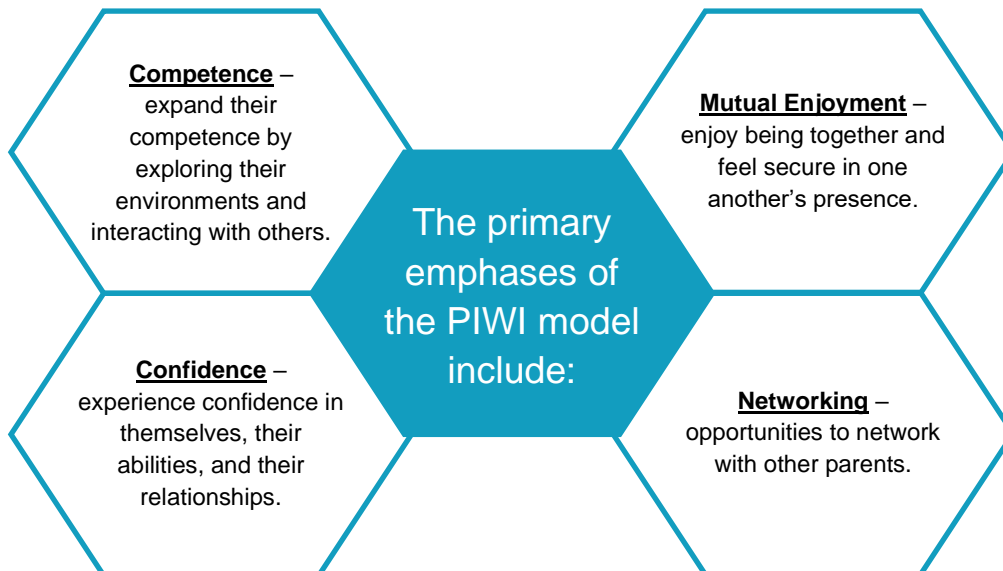 Competence –
expand their
competence by
exploring their
environments and
interacting with others.
Mutual Enjoyment –
enjoy being together and
feel secure in one
another’s presence.
The primary
emphases of
the PIWI model
include:
Confidence –
experience confidence in
themselves, their
abilities, and their
relationships.
Networking –
opportunities to network
with other parents.